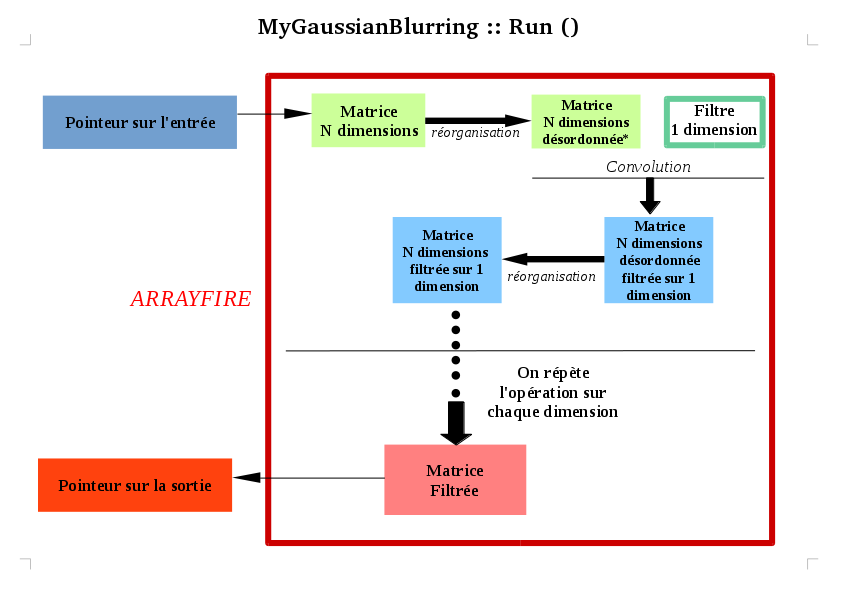 MyGaussianBlurring :: Run ()
Pointeur sur l'entrée
Matrice
N dimensions
réorganisation
Matrice
N dimensions
désordonnée*
Filtre
1 dimension
Convolution
Matrice
N dimensions
désordonnée
filtrée sur 1
dimension
réorganisation
Matrice
N dimensions
filtrée sur 1
dimension
ARRAYFIRE
On répète
l'opération sur
chaque dimension
Matrice
Filtrée
Pointeur sur la sortie